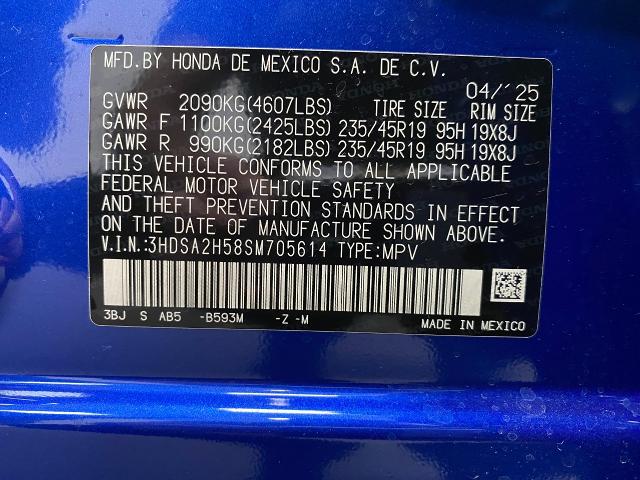 MFD.BY HONDA DE MEXICO S.A. DE C.V.
04/'25
GVWR 2090KG(4607LBS) TIRE SIZE RIM SIZE
GAWR F 1100KG(2425LBS) 235/45R19 95H 19X8J
GAWR R 990KG(2182LBS) 235/45R19 95H 19X8J
THIS VEHICLE CONFORMS TO ALL APPLICABLE
FEDERAL MOTOR VEHICLE SAFETY
AND THEFT PREVENTION STANDARDS IN EFFECT
ON THE DATE OF MANUFACTURE SHOWN ABOVE.
V.I.N.:3HDSA2H58SM705614 TYPE:MPV
3BJ S AB5 -B593M -Z -M
MADE IN MEXICO